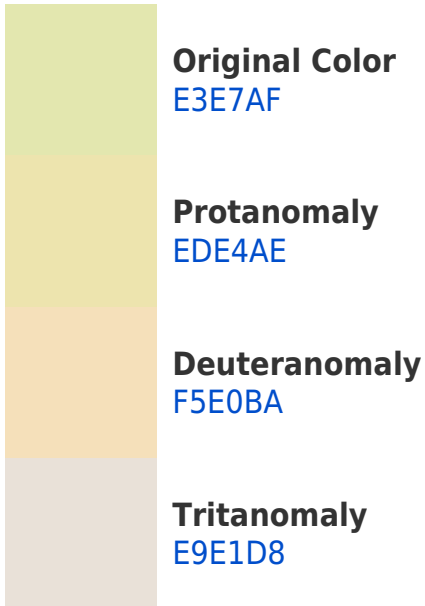 Original Color
E3E7AF
Protanomaly
EDE4AE
Deuteranomaly
F5E0BA
Tritanomaly
E9E1D8